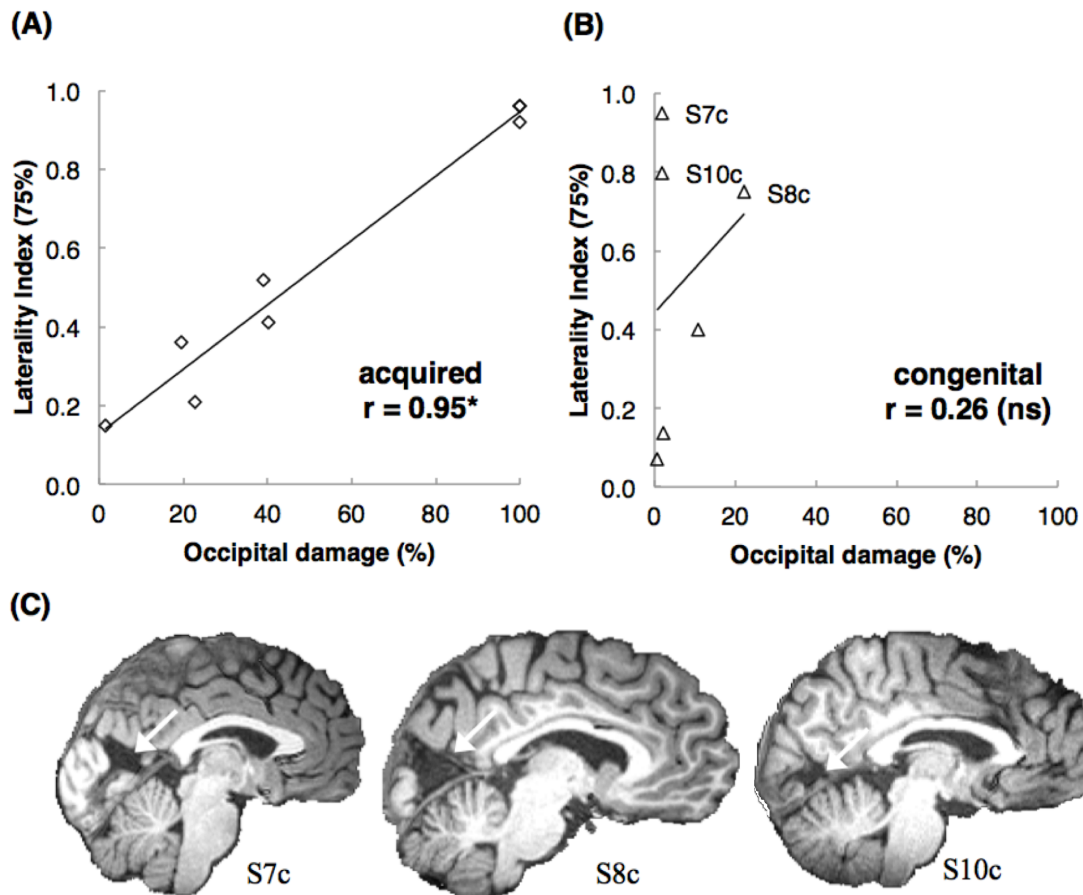 (A)
Laterality Index (75%)
1.0
0.8
0.6
0.4
0.2
0.0
0
20
40
60
80
100
Occipital damage (%)
acquired
r = 0.95*
(B)
Laterality Index (75%)
1.0
0.8
0.6
0.4
0.2
0.0
0
20
40
60
80
100
Occipital damage (%)
S7c
S10c
S8c
congenital
r = 0.26 (ns)
(C)
S7c
S8c
S10c